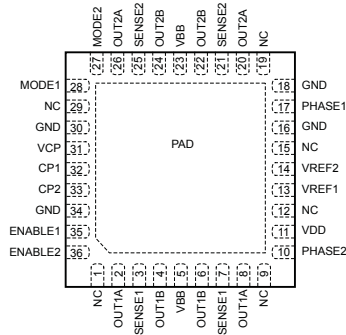 MODE2
OUT2A
SENSE2
OUT2B
VBB
OUT2B
SENSE2
OUT2A
NC
27
26
25
24
23
22
21
20
19
MODE1 28
NC 29
GND 30
VCP 31
CP1 32
CP2 33
GND 34
ENABLE1 35
ENABLE2 36
PAD
18 GND
17 PHASE1
16 GND
15 NC
14 VREF2
13 VREF1
12 NC
11 VDD
10 PHASE2
1
2
3
4
5
6
7
8
9
NC
OUT1A
SENSE1
OUT1B
VBB
OUT1B
SENSE1
OUT1A
NC